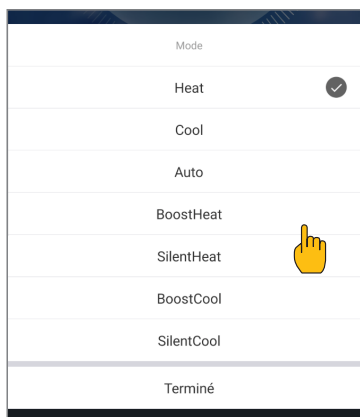 Mode
Heat
Cool
Auto
BoostHeat
SilentHeat
BoostCool
SilentCool
Terminé